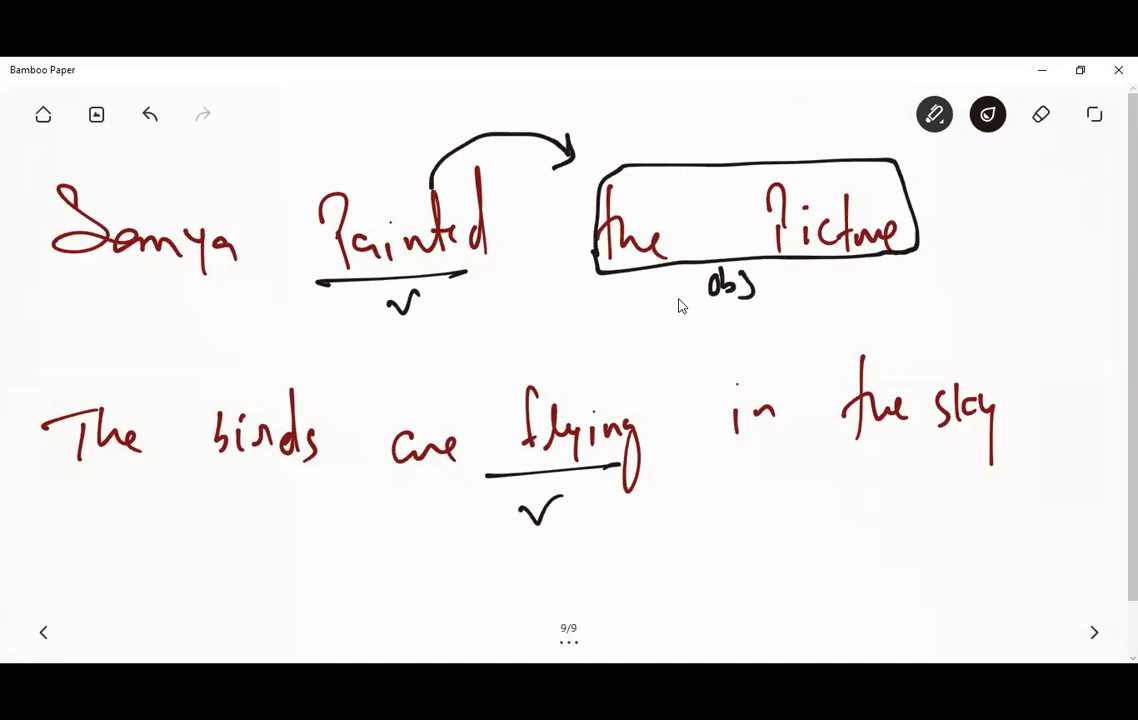 Bamboo Paper
Somya Painted the Picture
V obj
The birds are flying in the sky
V
9/9